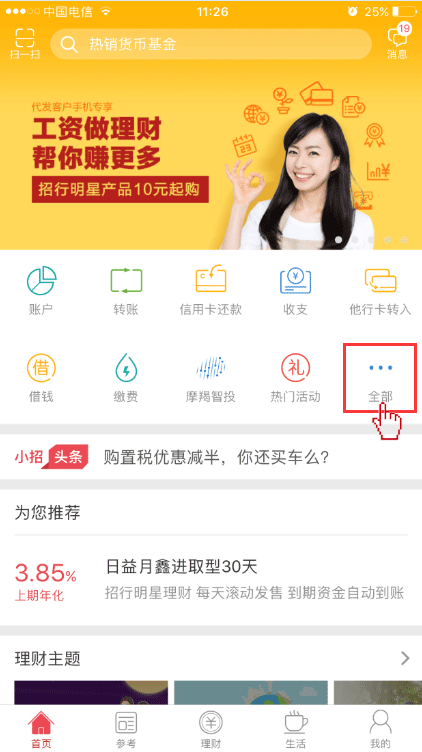 中国电信
11:26
25%
扫一扫
热销货币基金
19
消息
代发客户手机专享
工资做理财
帮你赚更多
招行明星产品10元起购
23
账户
转账
信用卡还款
收支
他行卡转入
借
礼
借钱
缴费
摩羯智投
热门活动
全部
小招 头条
购置税优惠减半，你还买车么?
为您推荐
3.85%
上期年化
日益月鑫进取型30天
招行明星理财 每天滚动发售 到期资金自动到账
理财主题
首页
参考
理财
生活
我的